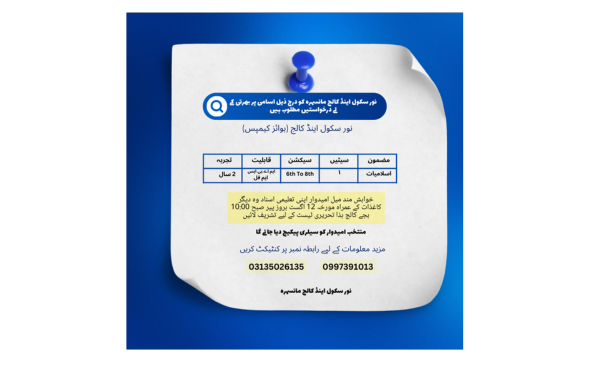 نور سکول اینڈ کالج مانسہرہ کو درج ذیل اسامی پر بھرتی کے
لے درخواستیں مطلوب ہیں
نور سکول اینڈ کالج (بوائز کیمپس)
مضمون سیٹیں سیکشن قابلیت تجربہ
اسلامیات ۱ 6th To 8th ایم اے،بی ایس ایم فل 2 سال
خواہش مند میل امیدوار اپنی تعلیمی اسناد وہ دیگر
کاغذات کے ہمراہ مورخہ 12 اگست بروز پیر صبح 10:00
بجے کالج ہذا تحریری ٹیسٹ کے لیے تشریف لائیں
منتخب امیدوار کو سیلری پیکیج دیا جائے گا
مزید معلومات کے لیے رابطہ نمبر پر کنٹیکٹ کریں
03135026135 0997391013
نور سکول اینڈ کالج مانسہرہ